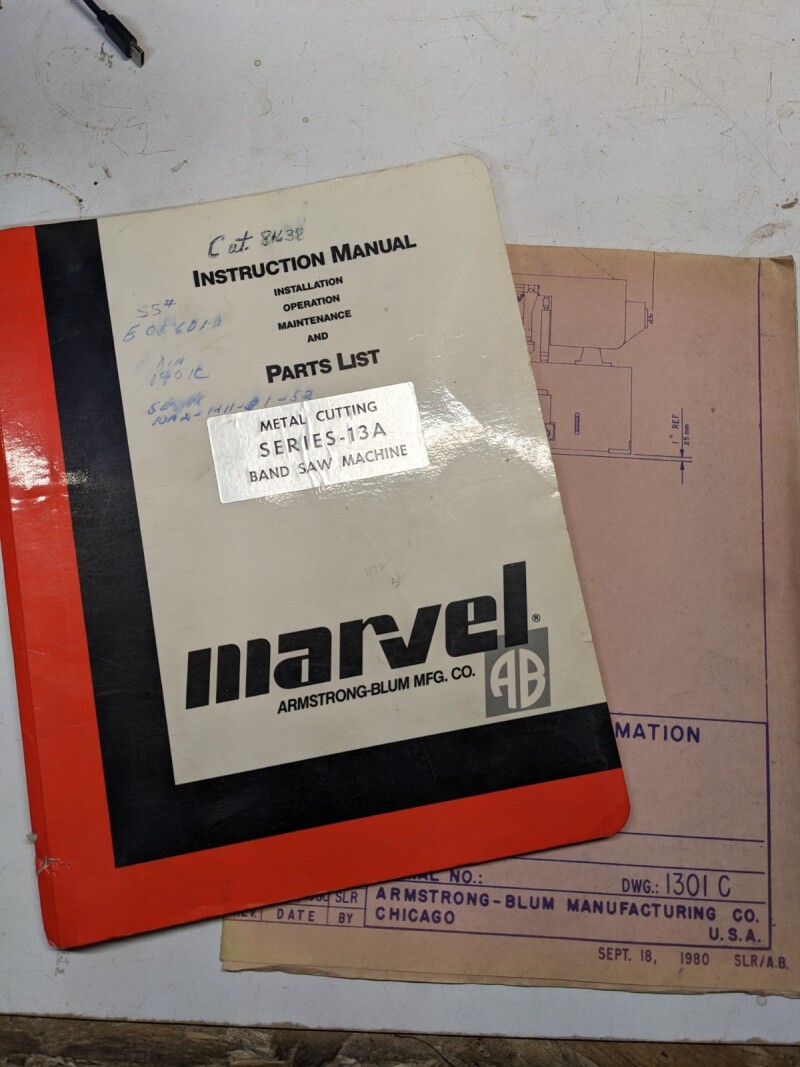 Cat.
INSTRUCTION MANUAL
INSTALLATION
OPERATION
MAINTENANCE
AND
PARTS LIST
METAL CUTTING
SERIES-13A
BAND SAW MACHINE
marvel®
ARMSTRONG-BLUM MFG. CO.
AB
1" REF.
25 mm
MATION
NO.:
DWG.: 1301 C
SLR
DATE BY
ARMSTRONG-BLUM MANUFACTURING CO.
CHICAGO
U.S.A.
SEPT. 18, 1980 SLR/A.B.